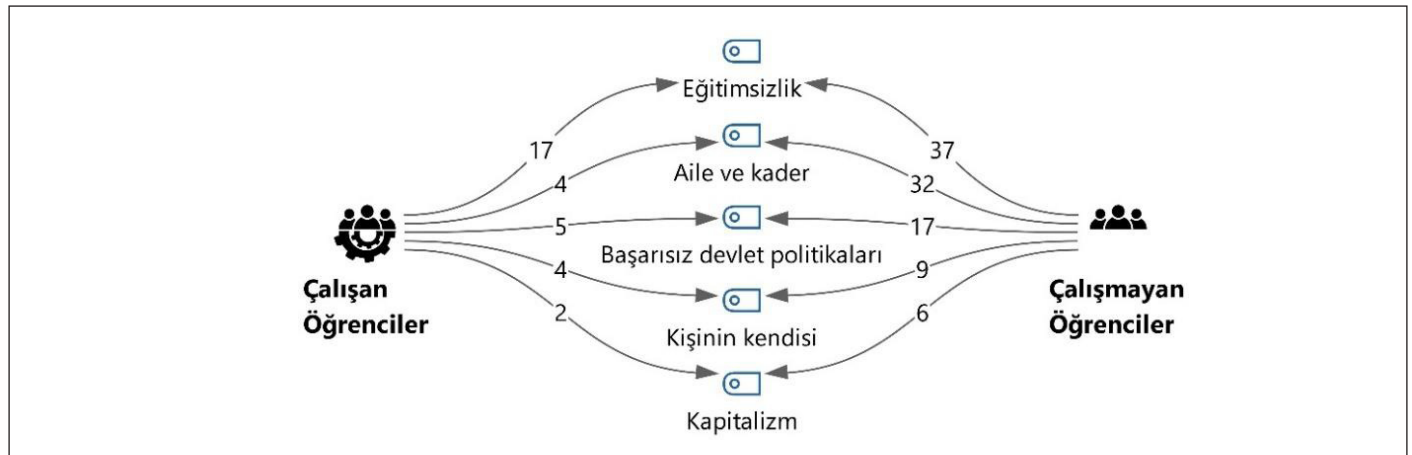 Eğitimsizlik
17
37
Aile ve kader
4
32
Başarısız devlet politikaları
5
17
Kişinin kendisi
4
9
Kapitalizm
2
6
Çalışan
Öğrenciler
Çalışmayan
Öğrenciler